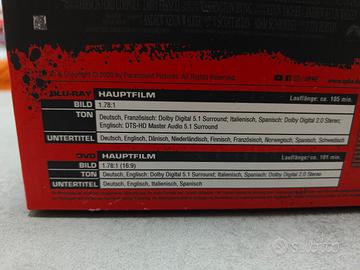 © & Copyright © 2020 by Paramount Pictures. All
BLU-RAY HAUPTFILM Lauflänge: ca. 105 min.
BILD 1.78:1
TON Deutsch, Französisch: Dolby Digital 5.1 Surround; Italienisch, Spanisch: Dolby Digital 2.0 Stereo;
Englisch: DTS-HD Master Audio 5.1 Surround
UNTERTITEL Deutsch, Englisch, Dänisch, Niederländisch, Finnisch, Französisch, Norwegisch, Spanisch, Schwedisch
DVD HAUPTFILM Lauflänge: ca. 101 min.
BILD 1.78:1 (16:9)
TON Deutsch, Englisch: Dolby Digital 5.1 Surround; Italienisch, Spanisch: Dolby Digital 2.0 Stereo
UNTERTITEL Deutsch, Englisch, Italienisch, Spanisch
subito